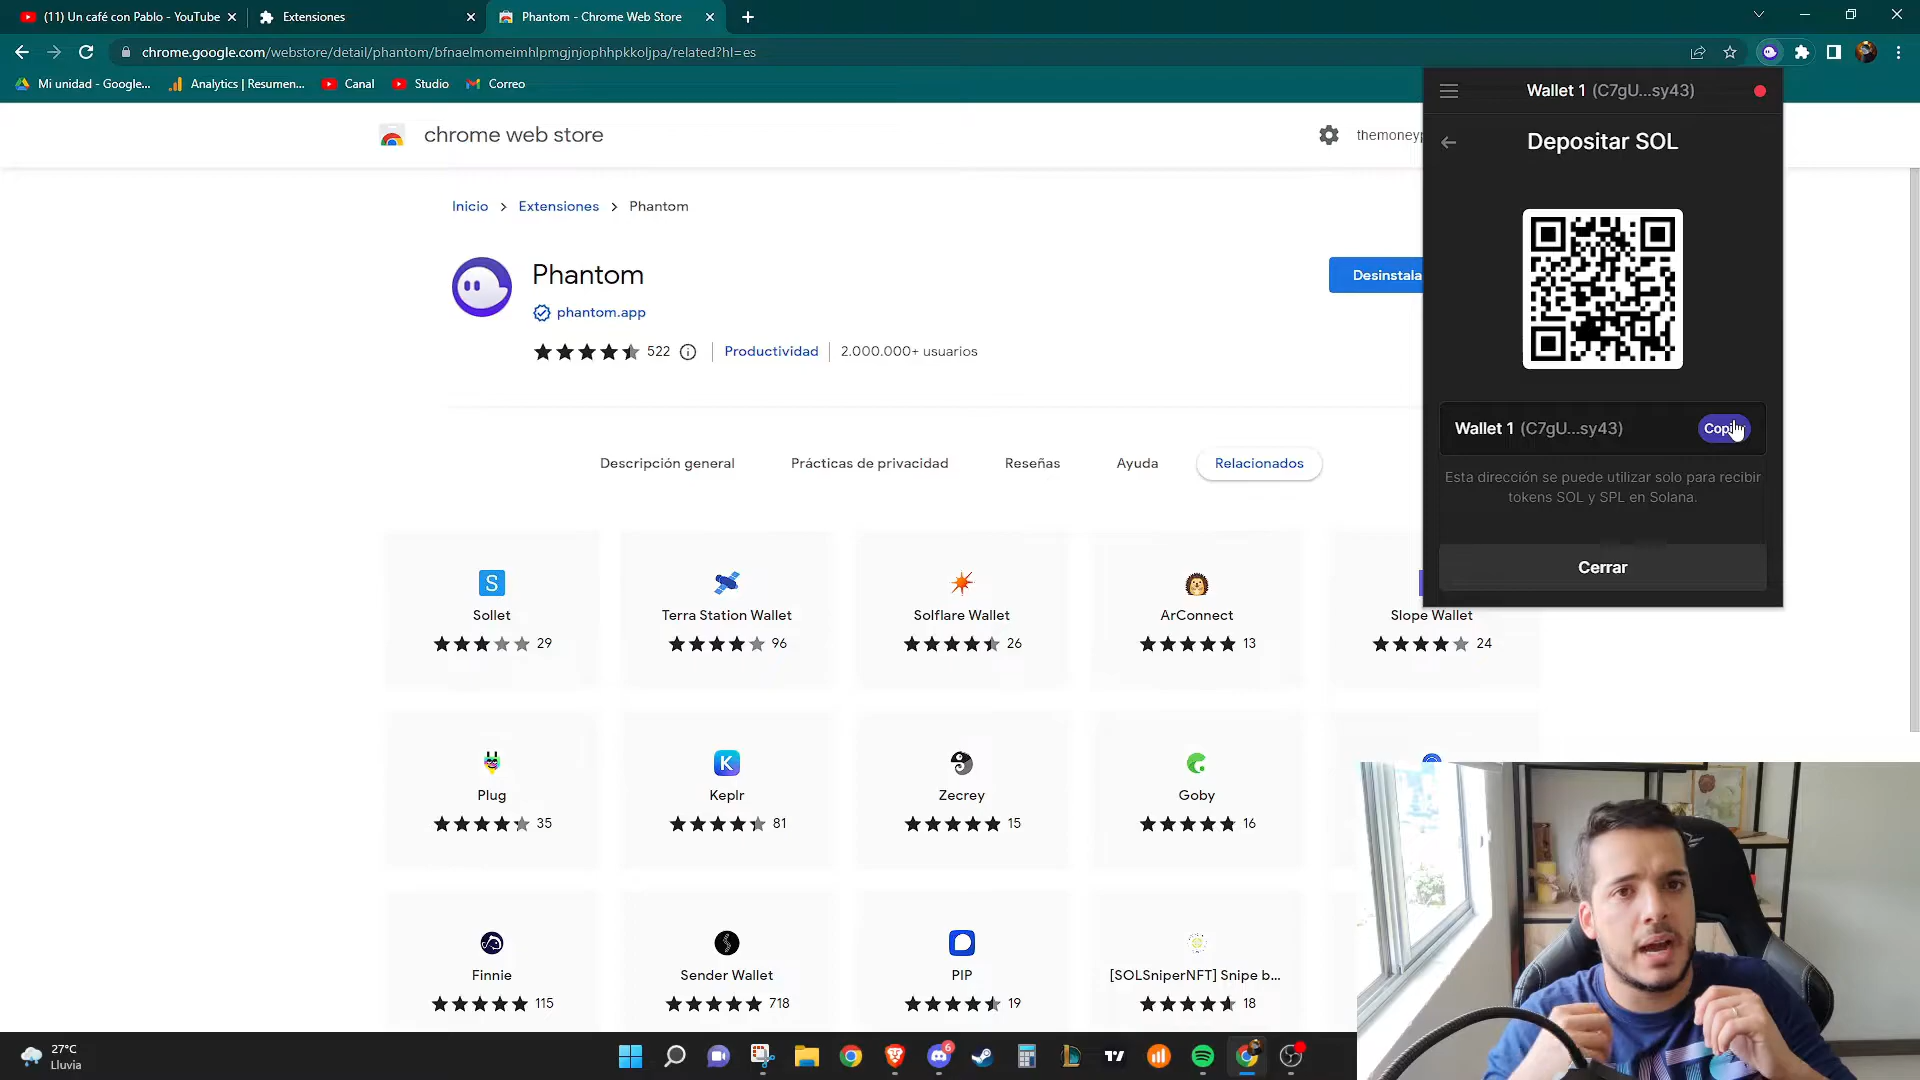 (11) Un café con Pablo - YouTube
Extensiones
Phantom - Chrome Web Store
chrome.google.com/webstore/detail/phantom/bfnaelmomeimhlpmgjnjophhpkkoljpa/related?hl=es
Mi unidad - Google...
Analytics | Resumen...
Canal
Studio
Correo
chrome web store
Inicio > Extensiones > Phantom
Phantom
phantom.app
522
Productividad
2.000.000+ usuarios
Descripción general
Prácticas de privacidad
Reseñas
Ayuda
Relacionados
S
Sollet
29
Terra Station Wallet
96
Solflare Wallet
26
ArConnect
13
Slope Wallet
24
Plug
35
K
Keplr
81
Zecrey
15
Goby
16
Finnie
115
Sender Wallet
718
PIP
19
[SOLSniperNFT] Snipe b...
18
Wallet 1 (C7gU...sy43)
Depositar SOL
Wallet 1 (C7gU...sy43)
Esta dirección se puede utilizar solo para recibir
tokens SOL y SPL en Solana.
Cerrar
27°C
Lluvia
6